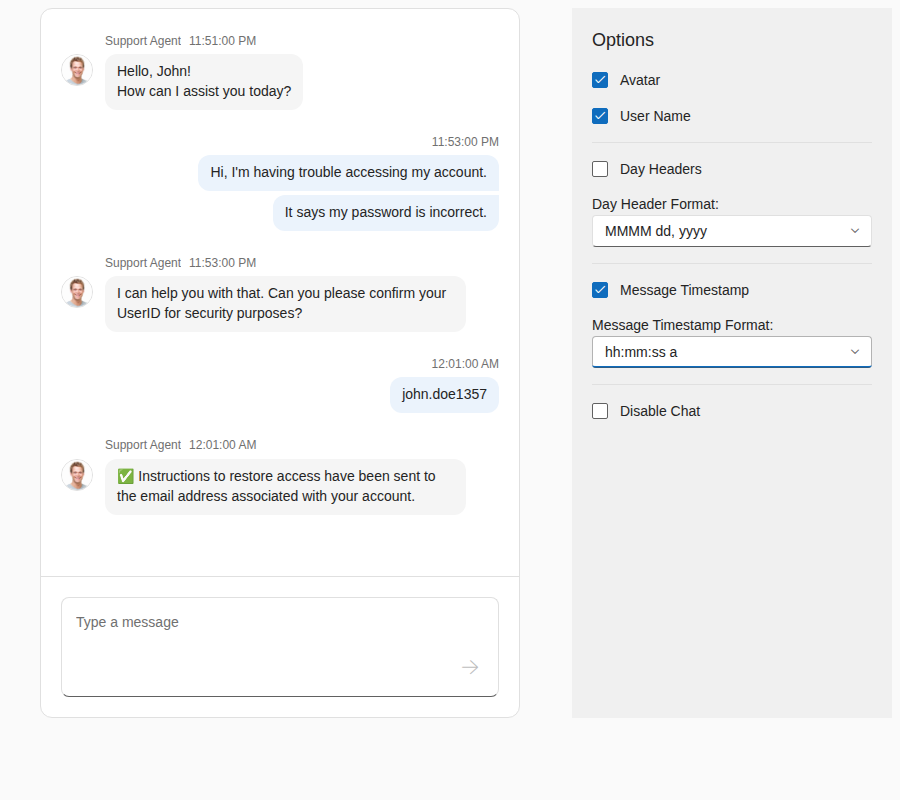 Support Agent 11:51:00 PM
Hello, John!
How can I assist you today?
11:53:00 PM
Hi, I'm having trouble accessing my account.
It says my password is incorrect.
Support Agent 11:53:00 PM
I can help you with that. Can you please confirm your
UserID for security purposes?
12:01:00 AM
john.doe1357
Support Agent 12:01:00 AM
✅ Instructions to restore access have been sent to
the email address associated with your account.
Type a message
Options
Avatar
User Name
Day Headers
Day Header Format:
MMMM dd, yyyy
Message Timestamp
Message Timestamp Format:
hh:mm:ss a
Disable Chat